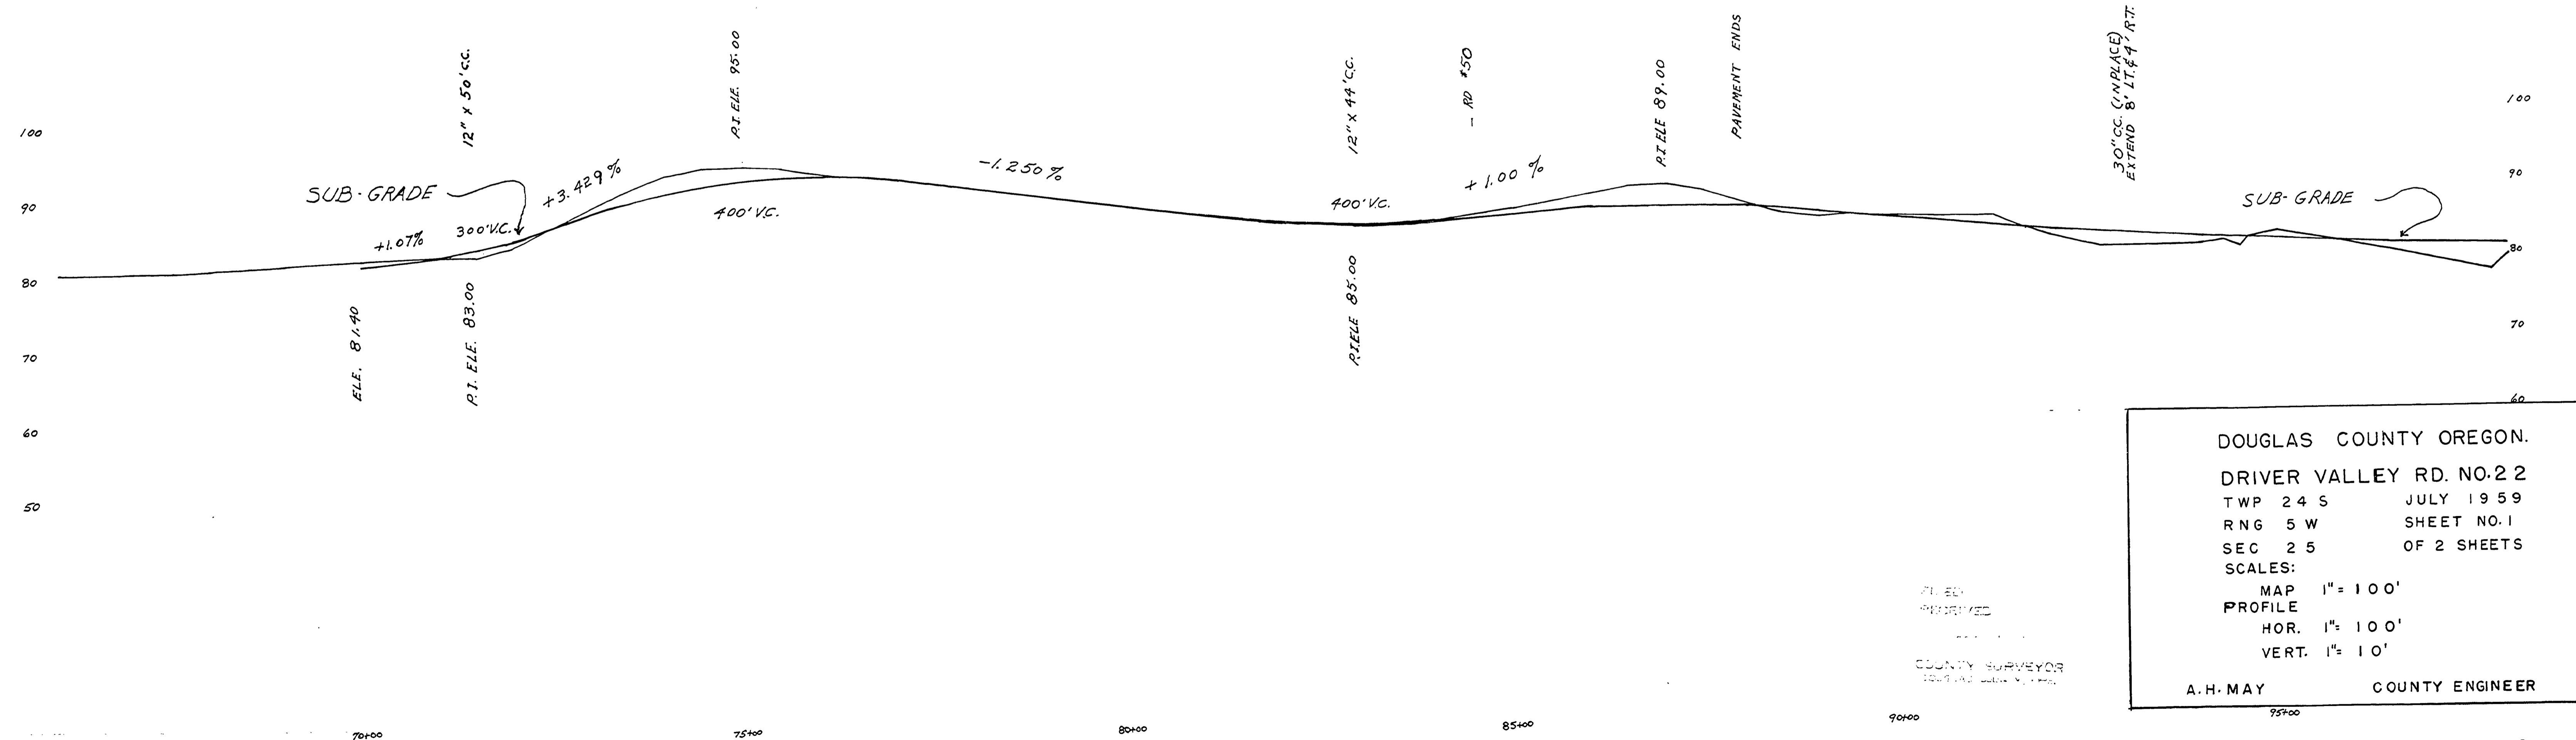 12" x 50' C.C.
P.I. ELE. 95.00
12" x 44' C.C.
- RD $50
P.I ELE 89.00
PAVEMENT ENDS
30" C.C. (INPLACE)
EXTEND 8' LT. & 4' RT.
100
90
80
70
60
50
100
90
80
70
60
SUB-GRADE
+1.07%
300' V.C.
+3.429%
400' V.C.
-1.250%
400' V.C.
+1.00%
SUB-GRADE
ELE. 81.40
P.I. ELE. 83.00
P.I.ELE 85.00
70+00
75+00
80+00
85+00
90+00
95+00
COUNTY SURVEYOR
DOUGLAS COUNTY OREGON.
DRIVER VALLEY RD. NO.22
TWP 24 S JULY 1959
RNG 5 W SHEET NO. 1
SEC 25 OF 2 SHEETS
SCALES:
MAP 1"= 100'
PROFILE
HOR. 1"= 100'
VERT. 1"= 10'
A.H. MAY COUNTY ENGINEER